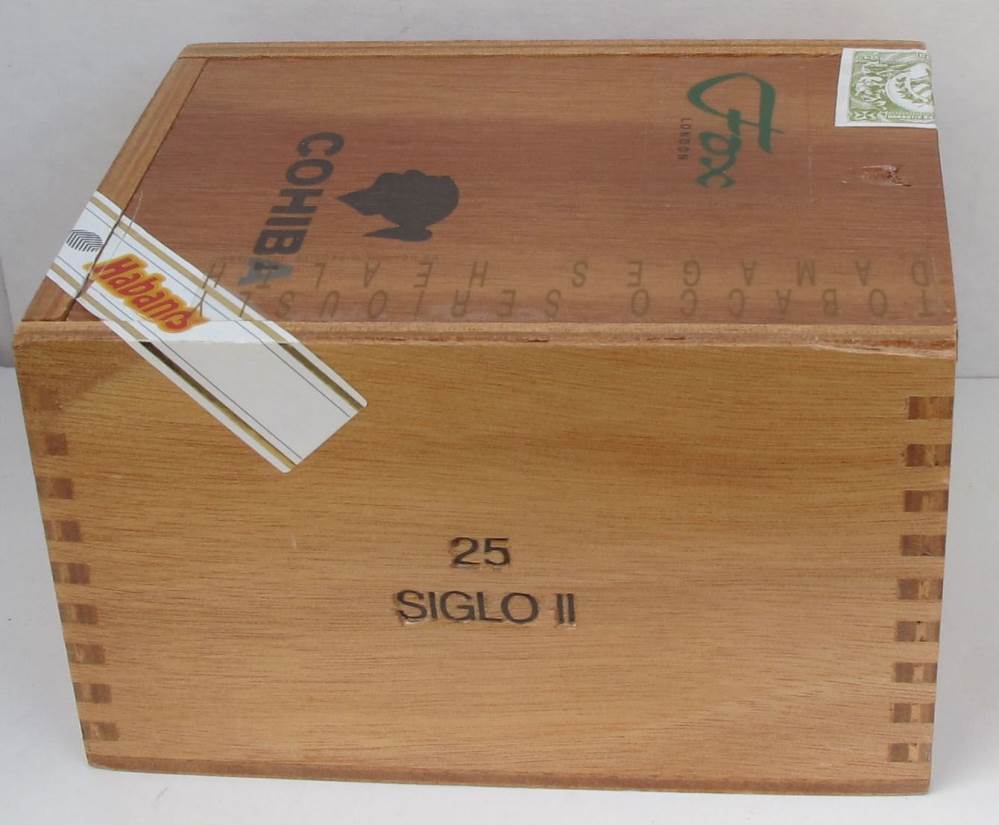 COHIBA
Fox
LONDON
TOBACCO SERIOUSLY
DAMAGES HEALTH
Habanos
25
SIGLO II